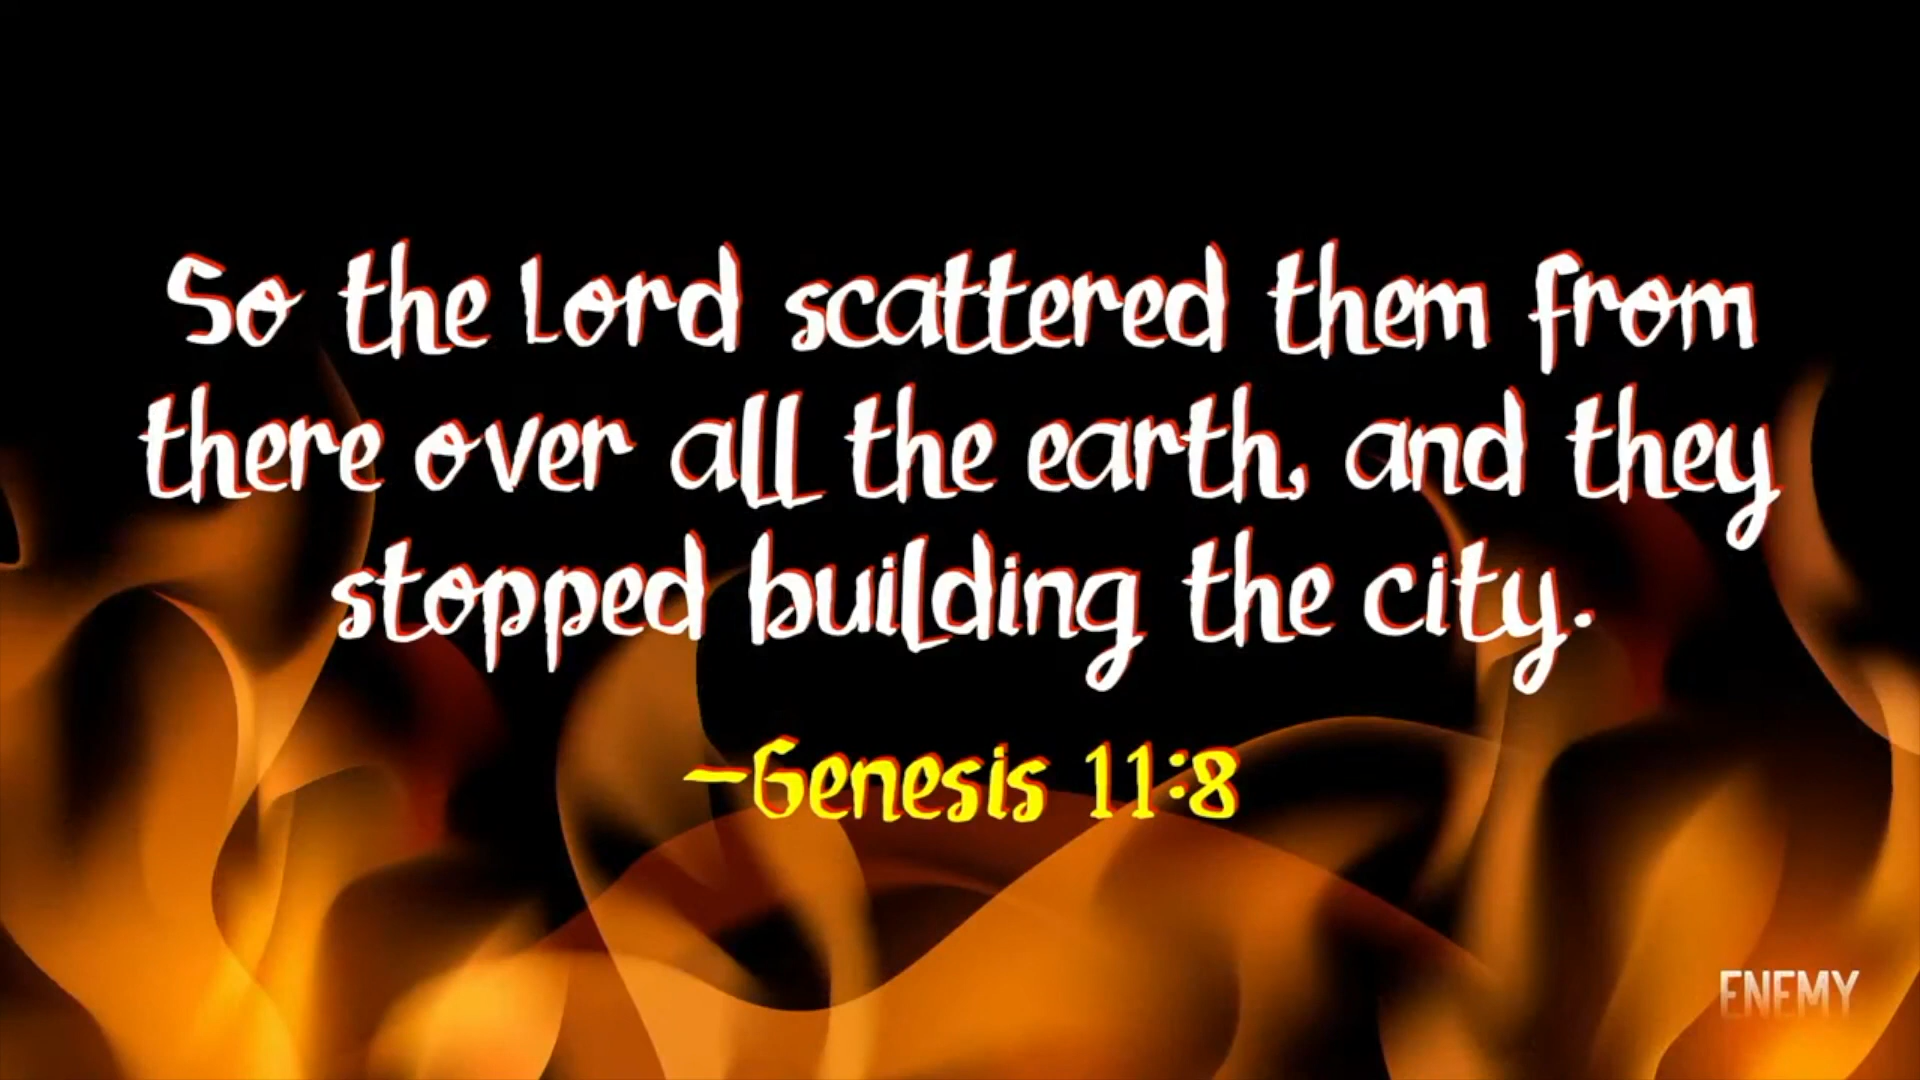 So the Lord scattered them from
there over all the earth, and they
stopped building the city.
–Genesis 11:8
ENEMY